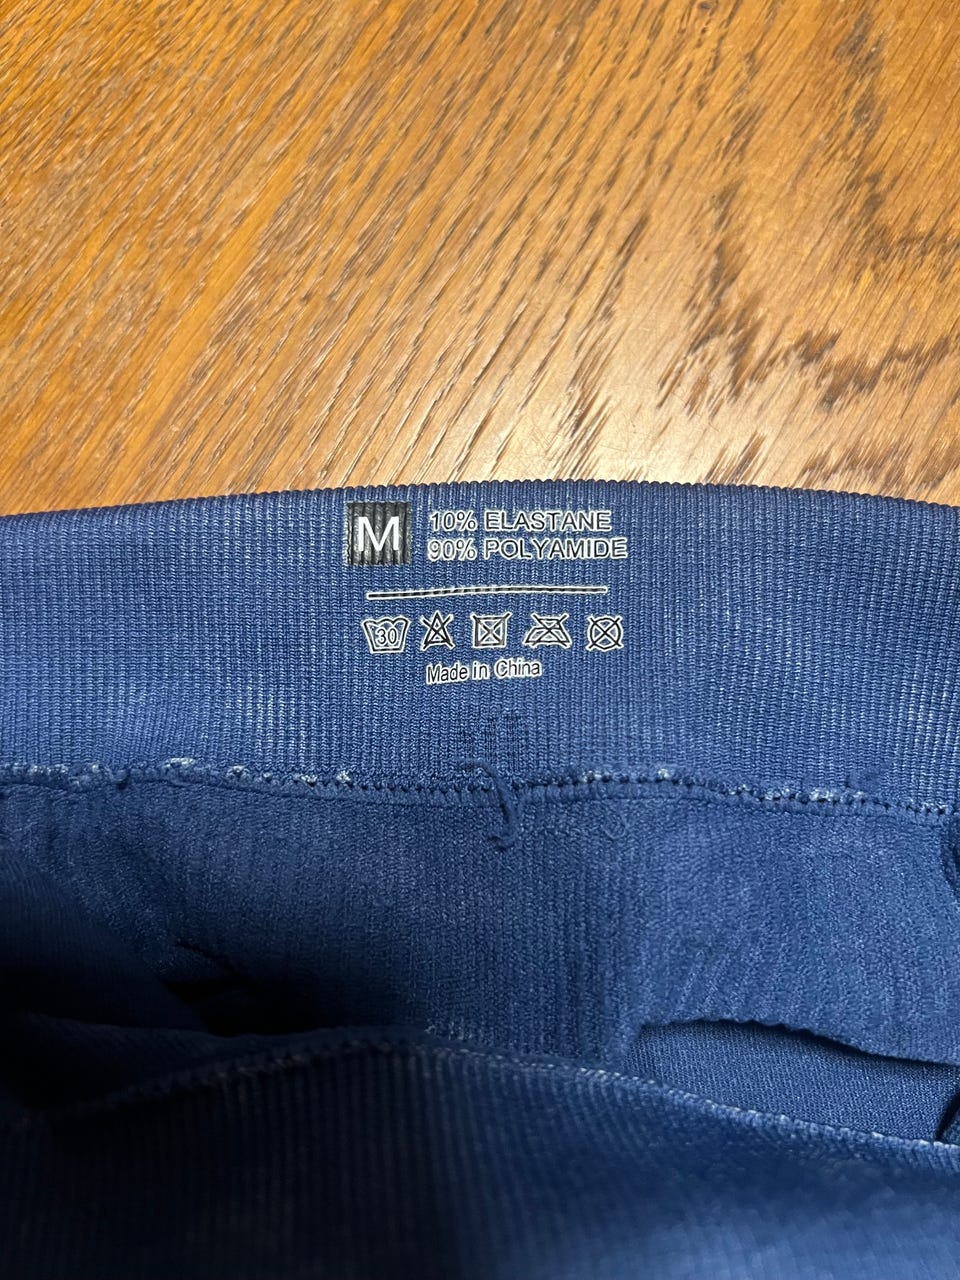 M
10% ELASTANE
90% POLYAMIDE
30
Made in China